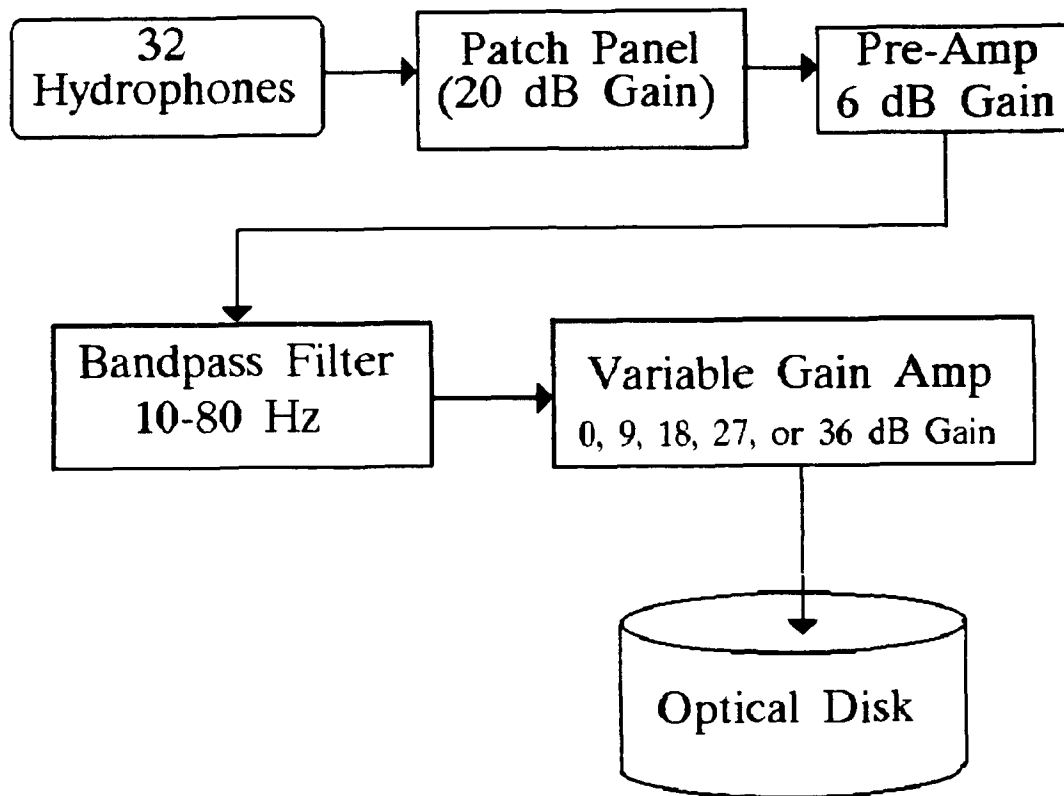 32
Hydrophones
Patch Panel
(20 dB Gain)
Pre-Amp
6 dB Gain
Bandpass Filter
10-80 Hz
Variable Gain Amp
0, 9, 18, 27, or 36 dB Gain
Optical Disk